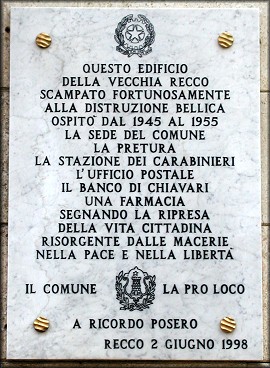 QUESTO EDIFICIO
DELLA VECCHIA RECCO
SCAMPATO FORTUNOSAMENTE
ALLA DISTRUZIONE BELLICA
OSPITO' DAL 1945 AL 1955
LA SEDE DEL COMUNE
LA PRETURA
LA STAZIONE DEI CARABINIERI
L'UFFICIO POSTALE
IL BANCO DI CHIAVARI
UNA FARMACIA
SEGNANDO LA RIPRESA
DELLA VITA CITTADINA
RISORGENTE DALLE MACERIE
NELLA PACE E NELLA LIBERTÀ
IL COMUNE LA PRO LOCO
A RICORDO POSERO
RECCO 2 GIUGNO 1998